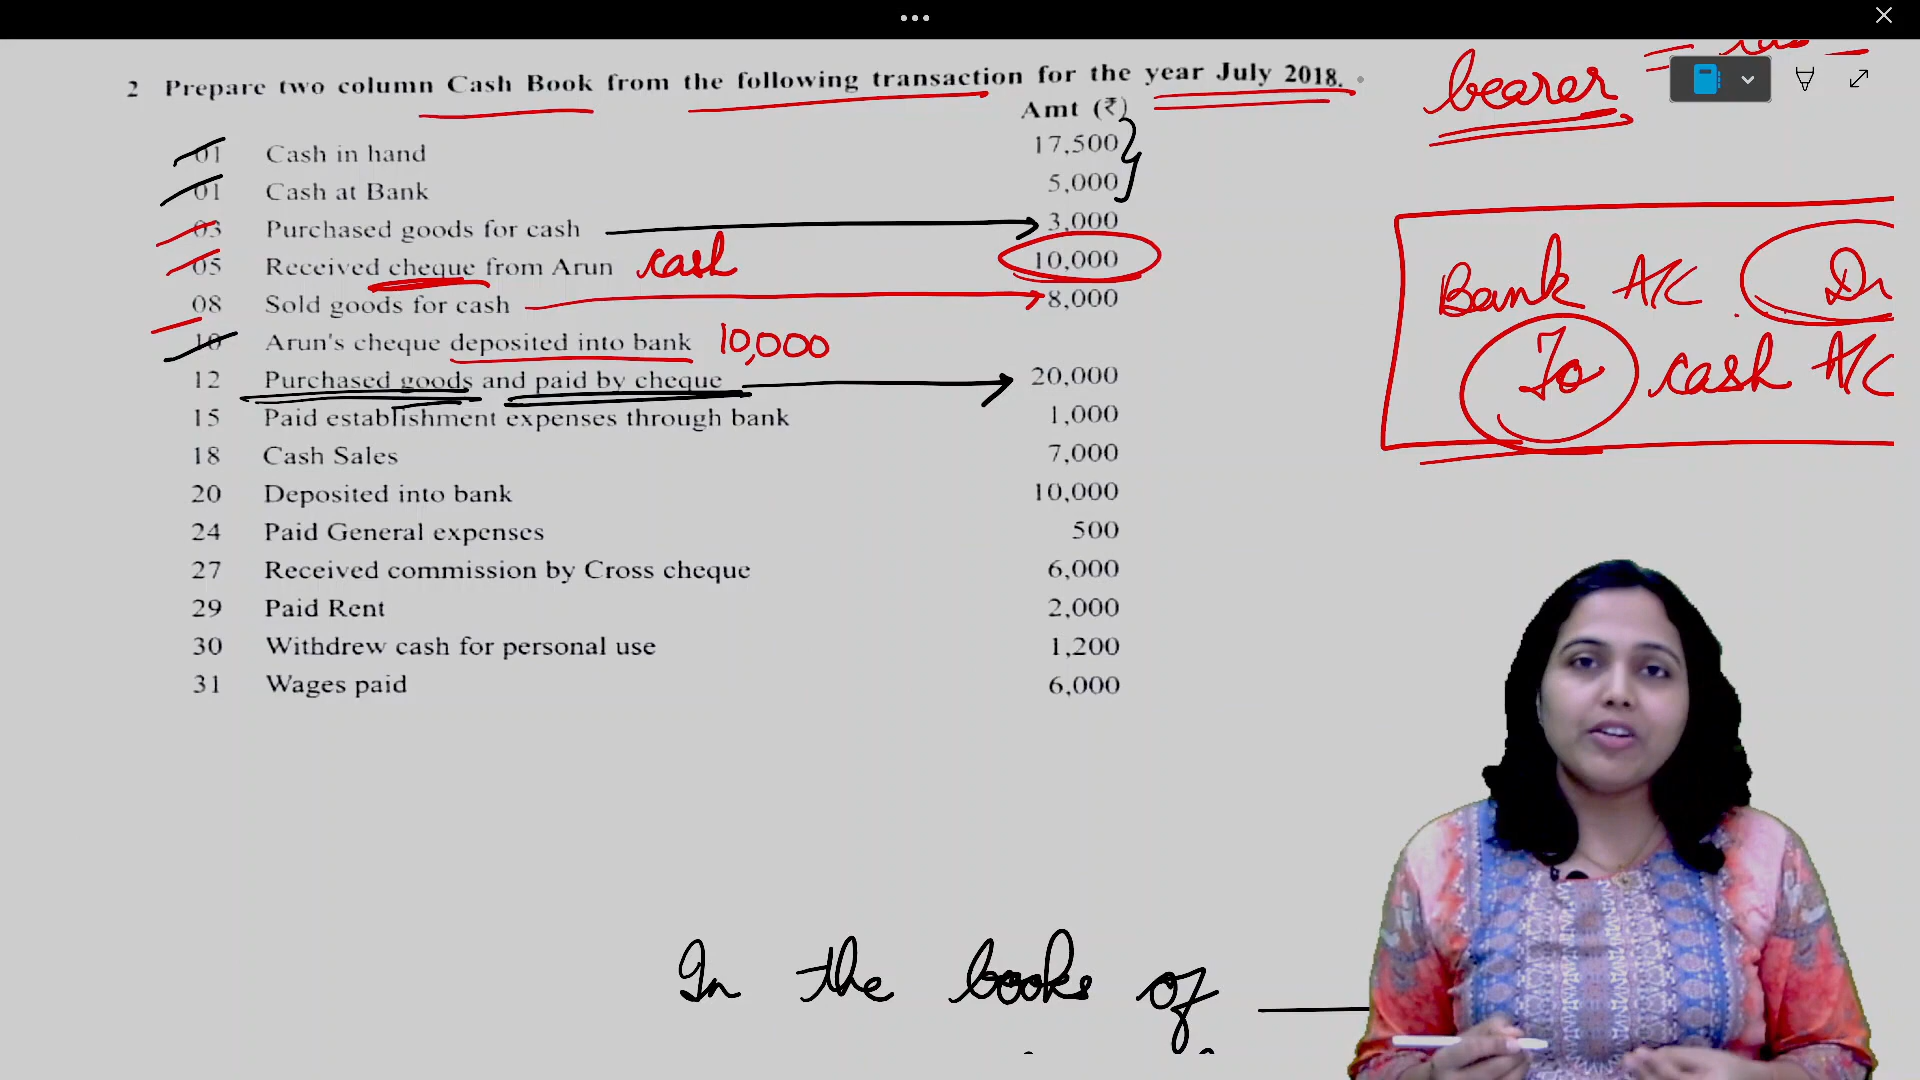 2 Prepare two column Cash Book from the following transaction for the year July 2018.
Amt (₹)
01 Cash in hand 17,500
01 Cash at Bank 5,000
03 Purchased goods for cash 3,000
05 Received cheque from Arun cash 10,000
08 Sold goods for cash 8,000
10 Arun's cheque deposited into bank 10,000
12 Purchased goods and paid by cheque 20,000
15 Paid establishment expenses through bank 1,000
18 Cash Sales 7,000
20 Deposited into bank 10,000
24 Paid General expenses 500
27 Received commission by Cross cheque 6,000
29 Paid Rent 2,000
30 Withdrew cash for personal use 1,200
31 Wages paid 6,000
bearer
Bank A/C Dr
To cash A/C
In the books of